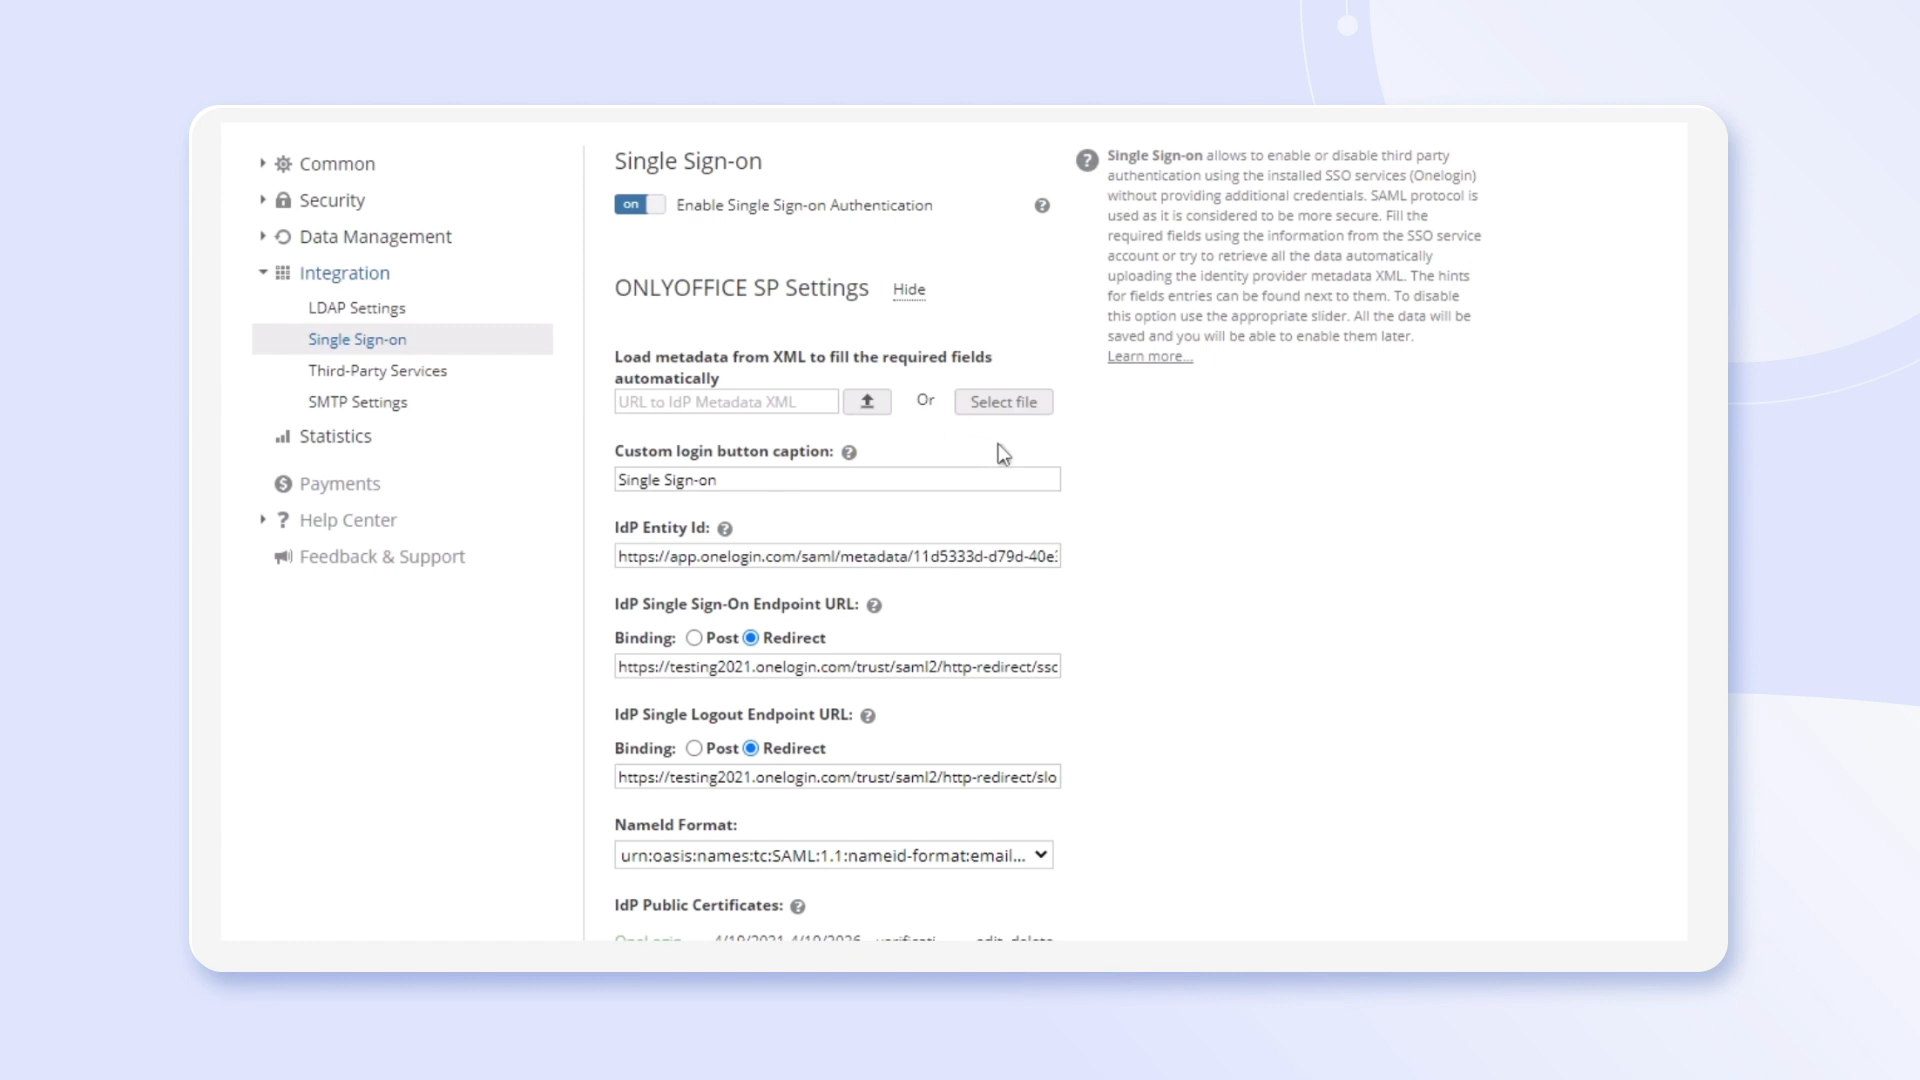 Common
Security
Data Management
Integration
LDAP Settings
Single Sign-on
Third-Party Services
SMTP Settings
Statistics
Payments
Help Center
Feedback & Support
Single Sign-on
on
Enable Single Sign-on Authentication
ONLYOFFICE SP Settings Hide
Load metadata from XML to fill the required fields
automatically
URL to IdP Metadata XML Or Select file
Custom login button caption:
Single Sign-on
IdP Entity Id:
https://app.onelogin.com/saml/metadata/11d5333d-d79d-40e
IdP Single Sign-On Endpoint URL:
Binding: Post Redirect
https://testing2021.onelogin.com/trust/saml2/http-redirect/sso
IdP Single Logout Endpoint URL:
Binding: Post Redirect
https://testing2021.onelogin.com/trust/saml2/http-redirect/slo
NameId Format:
urn:oasis:names:tc:SAML:1.1:nameid-format:email...
IdP Public Certificates:
OneLogin 4/19/2021-4/19/2026 verificati edit delete
Single Sign-on allows to enable or disable third party
authentication using the installed SSO services (Onelogin)
without providing additional credentials. SAML protocol is
used as it is considered to be more secure. Fill the
required fields using the information from the SSO service
account or try to retrieve all the data automatically
uploading the identity provider metadata XML. The hints
for fields entries can be found next to them. To disable
this option use the appropriate slider. All the data will be
saved and you will be able to enable them later.
Learn more...